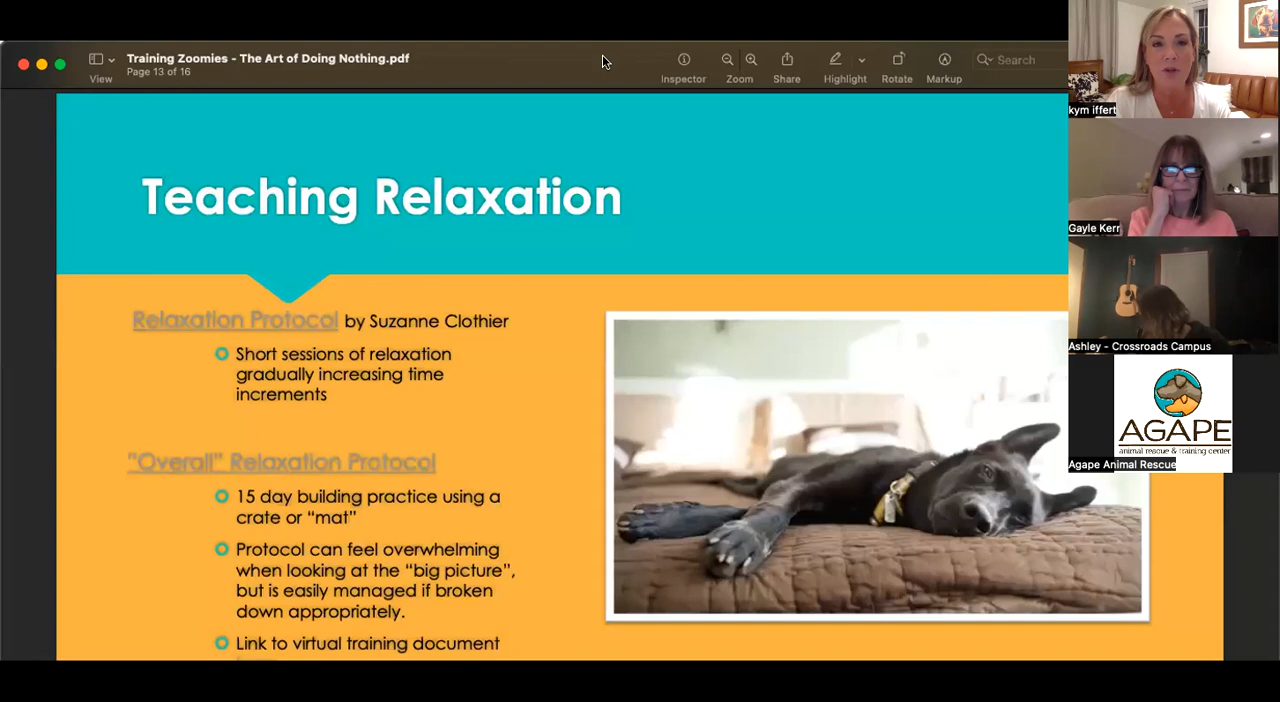 Training Zoomies - The Art of Doing Nothing.pdf
Page 13 of 16
View
Inspector
Zoom
Share
Highlight
Rotate
Markup
Search
Teaching Relaxation
Relaxation Protocol by Suzanne Clothier
Short sessions of relaxation
gradually increasing time
increments
"Overall" Relaxation Protocol
15 day building practice using a
crate or “mat”
Protocol can feel overwhelming
when looking at the “big picture”,
but is easily managed if broken
down appropriately.
Link to virtual training document
kym iffert
Gayle Kerr
Ashley - Crossroads Campus
AGAPE
animal rescue & training center
Agape Animal Rescue